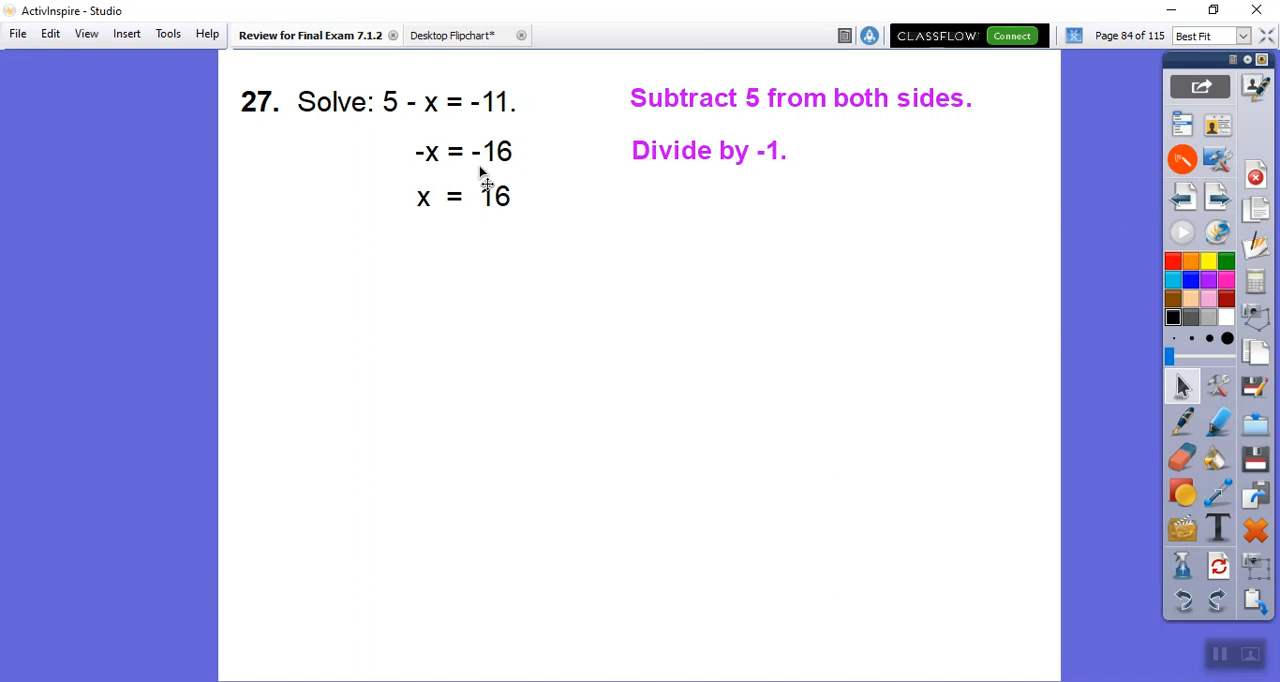 ActivInspire - Studio
File Edit View Insert Tools Help
Review for Final Exam 7.1.2
Desktop Flipchart*
CLASSFLOW Connect
Page 84 of 115
Best Fit
27. Solve: 5 - x = -11.
Subtract 5 from both sides.
-x = -16
Divide by -1.
x = 16